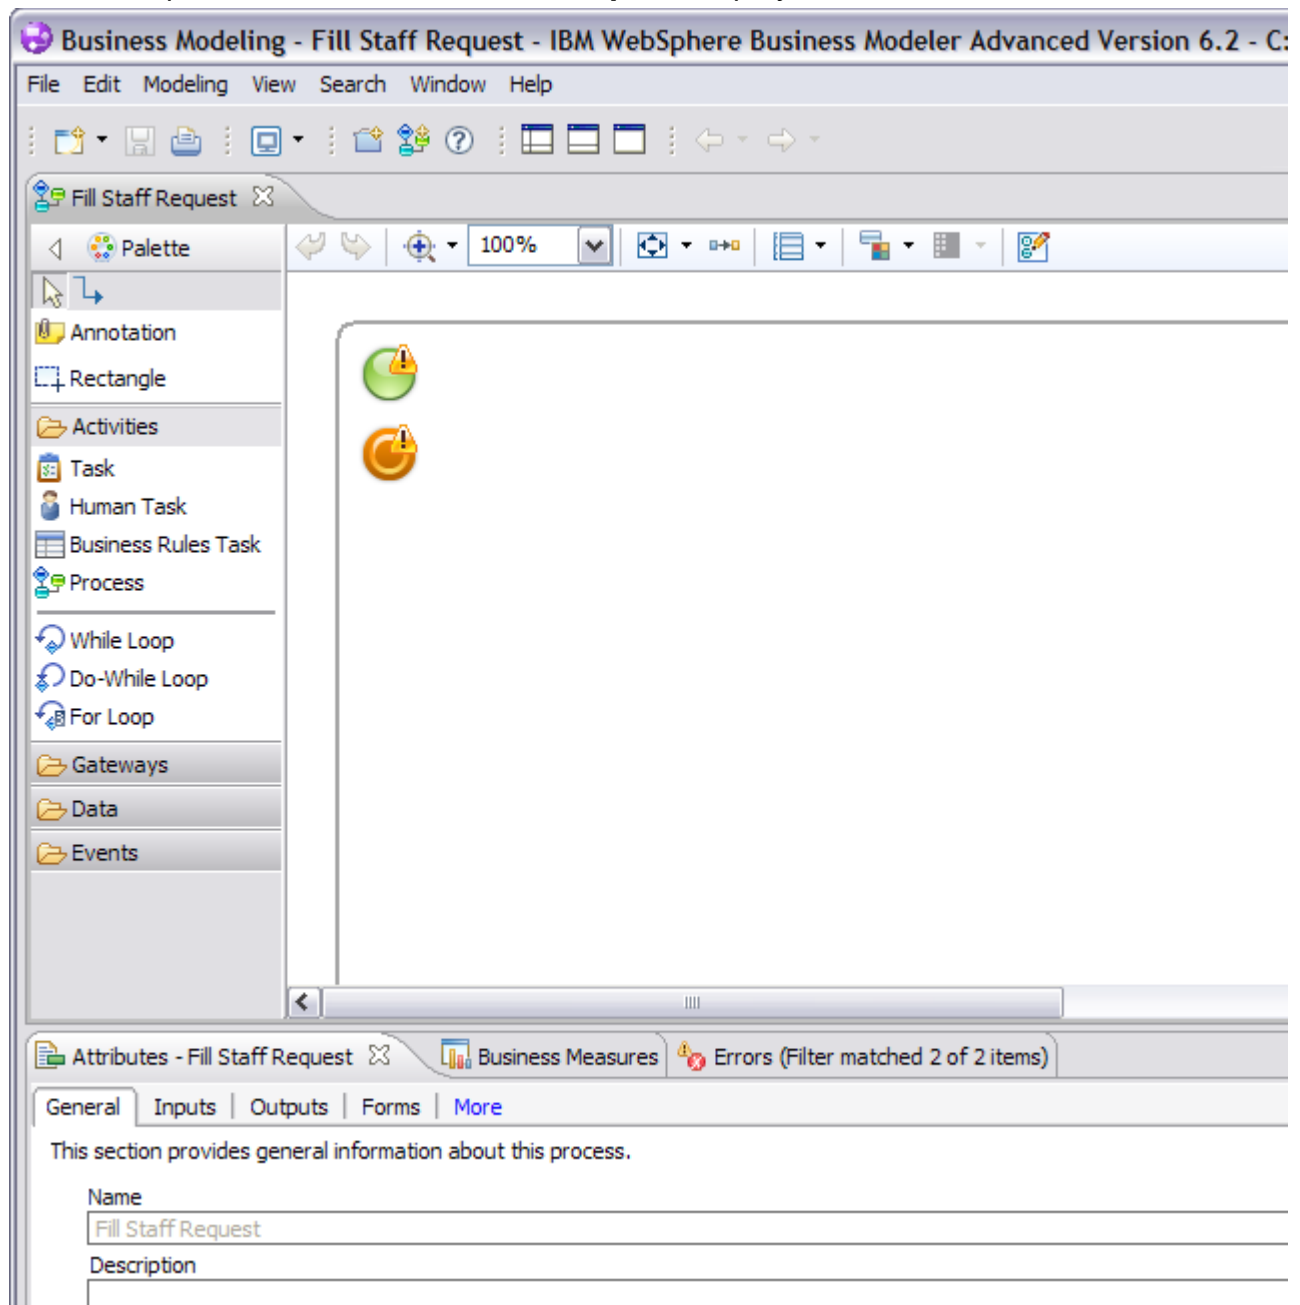 Business Modeling - Fill Staff Request - IBM WebSphere Business Modeler Advanced Version 6.2 - C:
File Edit Modeling View Search Window Help
Fill Staff Request
Palette
100%
Annotation
Rectangle
Activities
Task
Human Task
Business Rules Task
Process
While Loop
Do-While Loop
For Loop
Gateways
Data
Events
Attributes - Fill Staff Request Business Measures Errors (Filter matched 2 of 2 items)
General Inputs Outputs Forms More
This section provides general information about this process.
Name
Fill Staff Request
Description